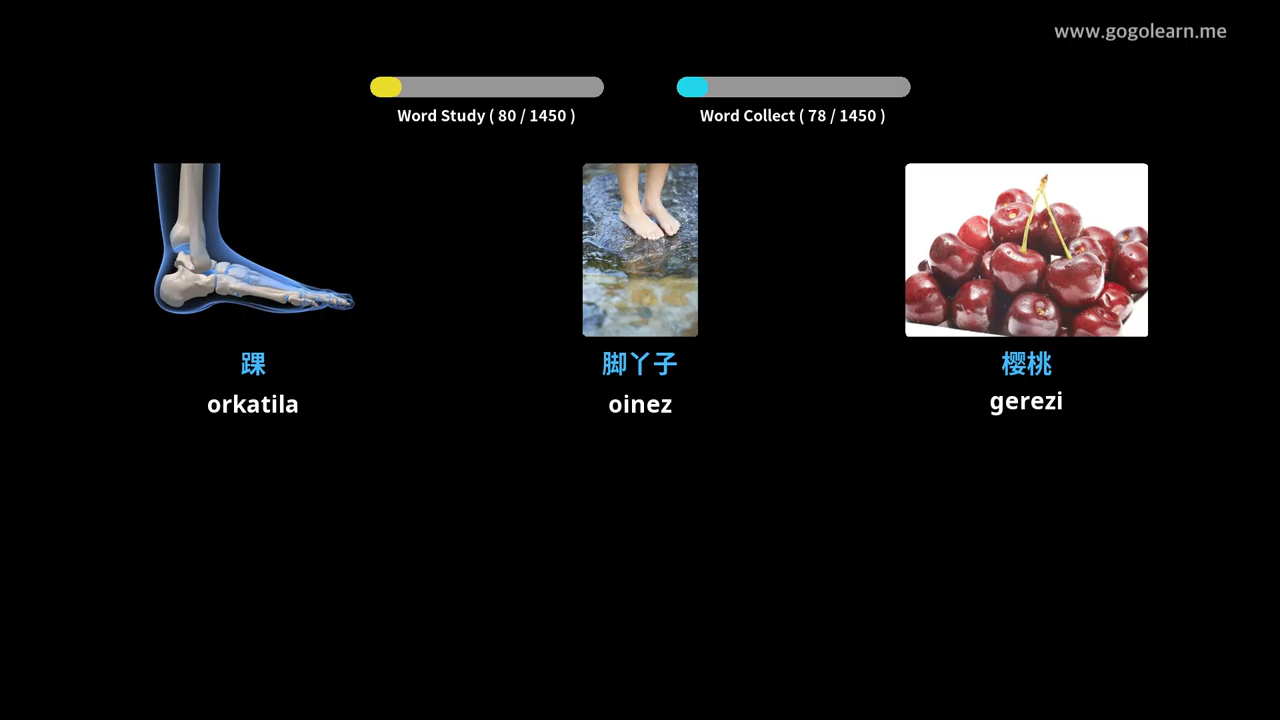 www.gogolearn.me
Word Study ( 80 / 1450 )
Word Collect ( 78 / 1450 )
踝
脚丫子
樱桃
orkatila
oinez
gerezi